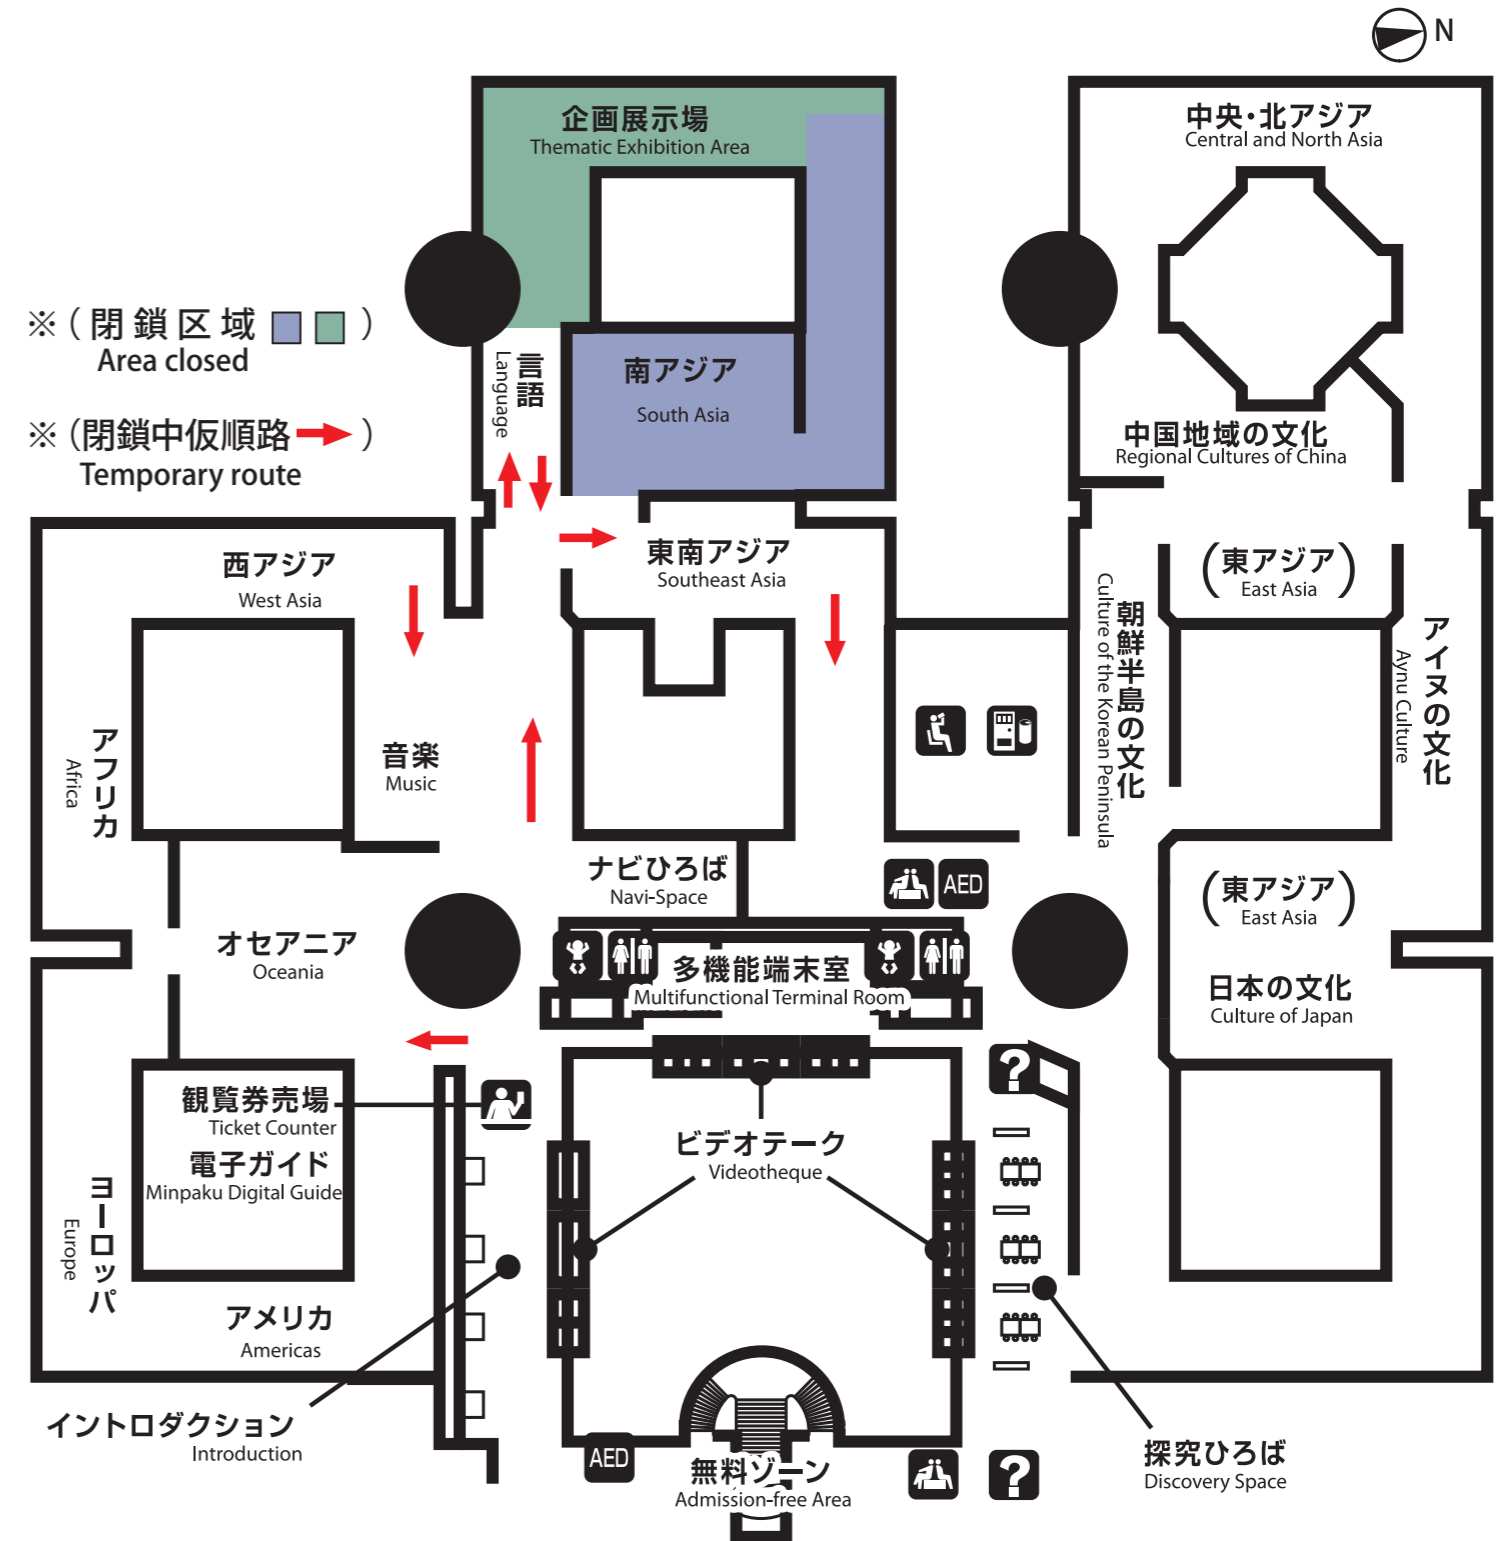 N
企画展示場
Thematic Exhibition Area
中央・北アジア
Central and North Asia
※（閉鎖区域　　）
Area closed
※（閉鎖中仮順路　）
Temporary route
言語
Language
南アジア
South Asia
中国地域の文化
Regional Cultures of China
西アジア
West Asia
東南アジア
Southeast Asia
（東アジア）
East Asia
朝鮮半島の文化
Culture of the Korean Peninsula
アイヌの文化
Aynu Culture
アフリカ
Africa
音楽
Music
ナビひろば
Navi-Space
AED
（東アジア）
East Asia
オセアニア
Oceania
多機能端末室
Multifunctional Terminal Room
日本の文化
Culture of Japan
?
観覧券売場
Ticket Counter
電子ガイド
Minpaku Digital Guide
ビデオテーク
Videotheque
ヨーロッパ
Europe
アメリカ
Americas
イントロダクション
Introduction
AED
無料ゾーン
Admission-free Area
?
探究ひろば
Discovery Space